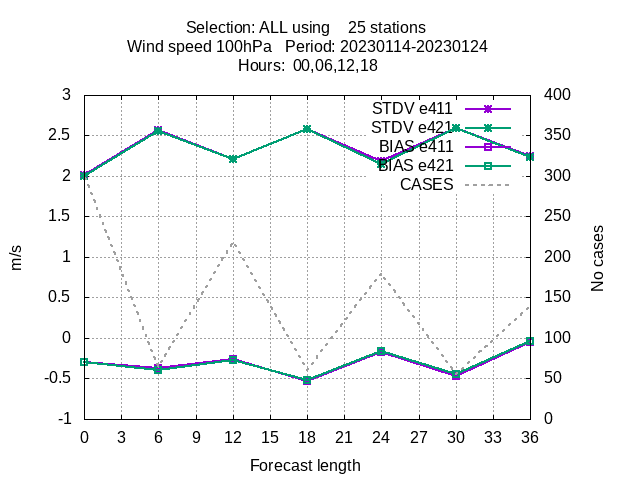 Selection: ALL using    25 stations
Wind speed 100hPa   Period: 20230114-20230124
Hours:  00,06,12,18
3
2.5
2
1.5
1
0.5
0
-0.5
-1
400
350
300
250
200
150
100
50
0
STDV e411
STDV e421
BIAS e411
BIAS e421
CASES
m/s
No cases
0 3 6 9 12 15 18 21 24 27 30 33 36
Forecast length